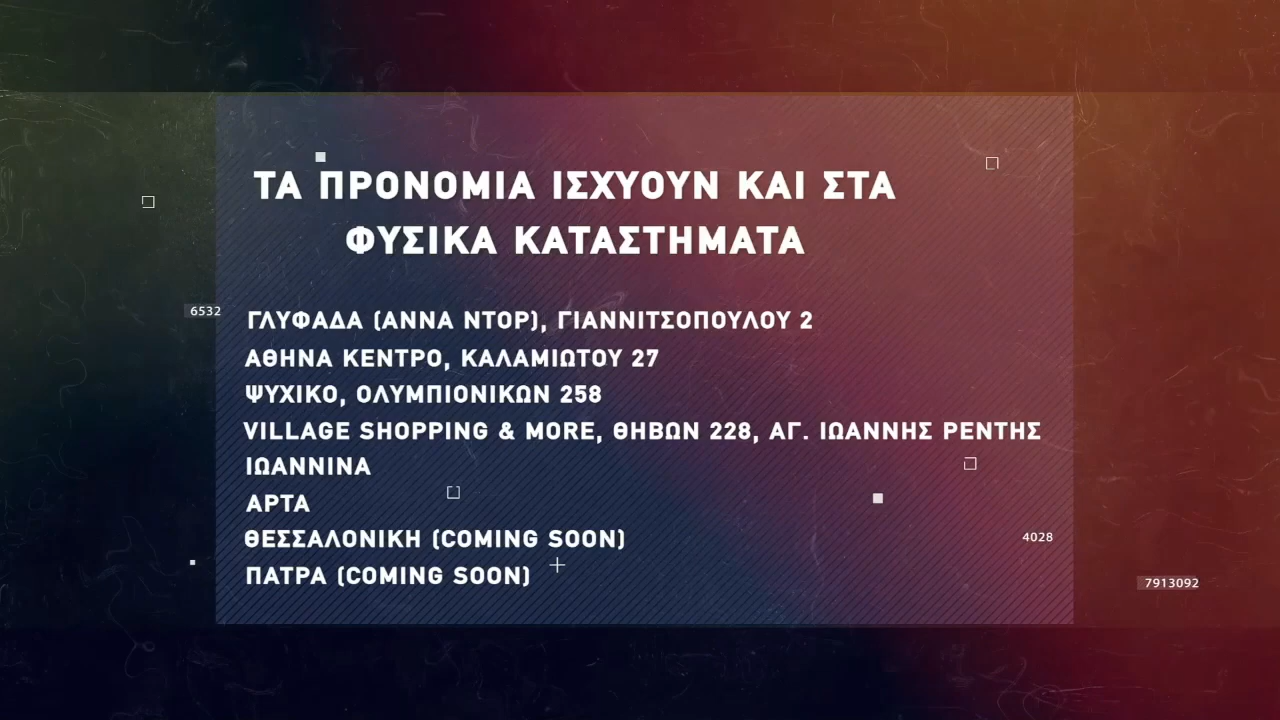 ΤΑ ΠΡΟΝΟΜΙΑ ΙΣΧΥΟΥΝ ΚΑΙ ΣΤΑ
ΦΥΣΙΚΑ ΚΑΤΑΣΤΗΜΑΤΑ
6532
ΓΛΥΦΑΔΑ (ΑΝΝΑ ΝΤΟΡ), ΓΙΑΝΝΙΤΣΟΠΟΥΛΟΥ 2
ΑΘΗΝΑ ΚΕΝΤΡΟ, ΚΑΛΑΜΙΩΤΟΥ 27
ΨΥΧΙΚΟ, ΟΛΥΜΠΙΟΝΙΚΩΝ 258
VILLAGE SHOPPING & MORE, ΘΗΒΩΝ 228, ΑΓ. ΙΩΑΝΝΗΣ ΡΕΝΤΗΣ
ΙΩΑΝΝΙΝΑ
ΑΡΤΑ
ΘΕΣΣΑΛΟΝΙΚΗ (COMING SOON)
4028
ΠΑΤΡΑ (COMING SOON)
7913092